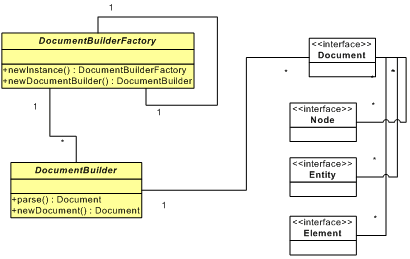 1
DocumentBuilderFactory
+newInstance() : DocumentBuilderFactory
+newDocumentBuilder() : DocumentBuilder
1
1
*
DocumentBuilder
+parse() : Document
+newDocument() : Document
1
*
<<interface>>
Document
*
*
<<interface>>
Node
*
<<interface>>
Entity
*
<<interface>>
Element
*